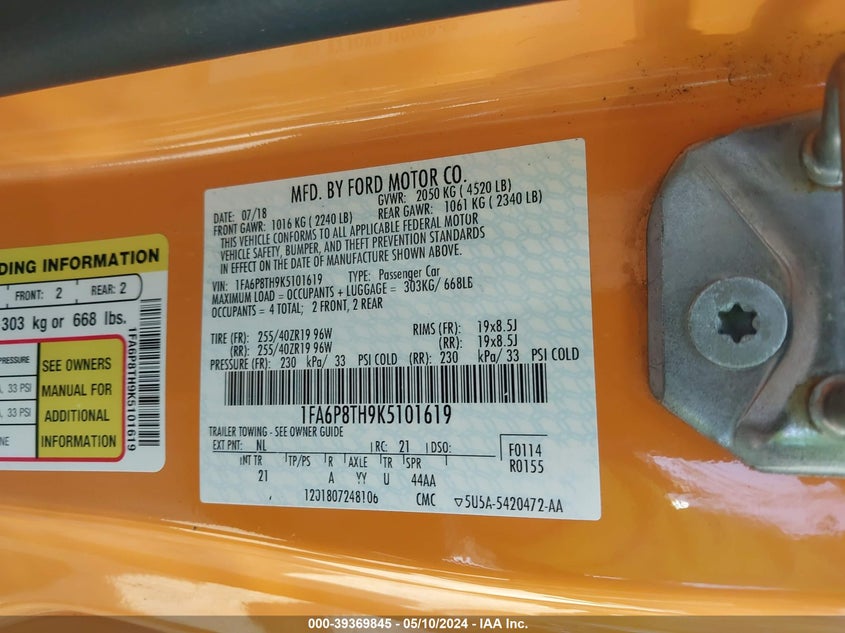 MFD. BY FORD MOTOR CO.
DATE: 07/18 GVWR: 2050 KG ( 4520 LB)
FRONT GAWR: 1016 KG ( 2240 LB) REAR GAWR: 1061 KG ( 2340 LB)
THIS VEHICLE CONFORMS TO ALL APPLICABLE FEDERAL MOTOR
VEHICLE SAFETY, BUMPER, AND THEFT PREVENTION STANDARDS
IN EFFECT ON THE DATE OF MANUFACTURE SHOWN ABOVE.
VIN: 1FA6P8TH9K5101619 TYPE: Passenger Car
MAXIMUM LOAD = OCCUPANTS + LUGGAGE = 303KG/ 668LB
OCCUPANTS = 4 TOTAL; 2 FRONT, 2 REAR
TIRE (FR): 255/40ZR19 96W RIMS (FR): 19x8.5J
(RR): 255/40ZR19 96W (RR): 19x8.5J
PRESSURE (FR): 230 kPa/ 33 PSI COLD (RR): 230 kPa/ 33 PSI COLD
1FA6P8TH9K5101619
TRAILER TOWING - SEE OWNER GUIDE
EXT PNT: NL RC: 21 DSO: F0114
R0155
INT TR TP/PS R AXLE TR SPR
21 A YY U 44AA
1201807248106 CMC ▽5U5A-5420472-AA
DING INFORMATION
FRONT: 2 REAR: 2
303 kg or 668 lbs.
PRESSURE
33 PSI
33 PSI
SEE OWNERS
MANUAL FOR
ADDITIONAL
INFORMATION
1FA6P8TH9K5101619
000-39369845 - 05/10/2024 - IAA Inc.